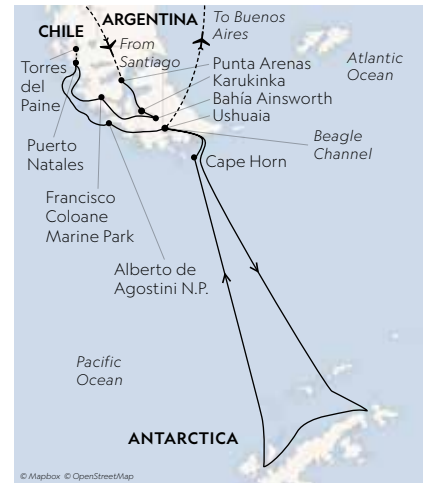 ARGENTINA
To Buenos
Aires
CHILE
From
Santiago
Atlantic
Ocean
Torres
del
Paine
Punta Arenas
Karukinka
Bahía Ainsworth
Ushuaia
Beagle
Channel
Puerto
Natales
Cape Horn
Francisco
Coloane
Marine Park
Alberto de
Agostini N.P.
Pacific
Ocean
ANTARCTICA
© Mapbox © OpenStreetMap